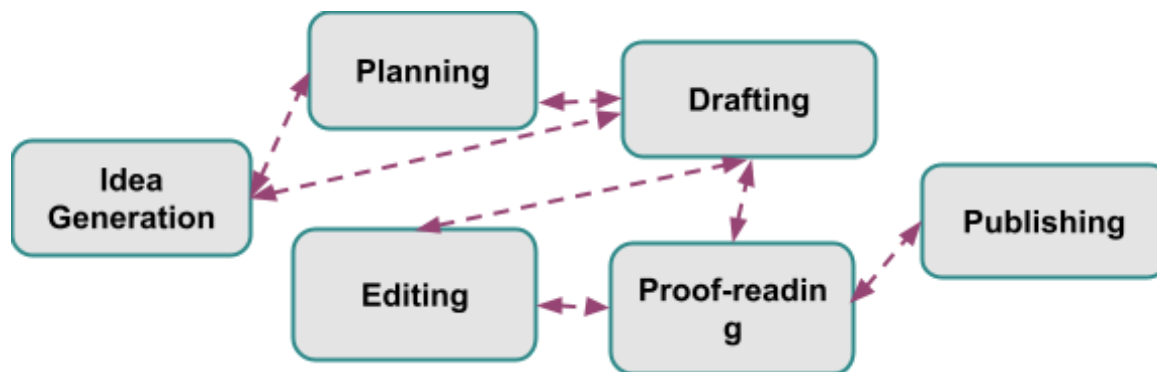 Planning
Drafting
Idea
Generation
Publishing
Editing
Proof-readin
g